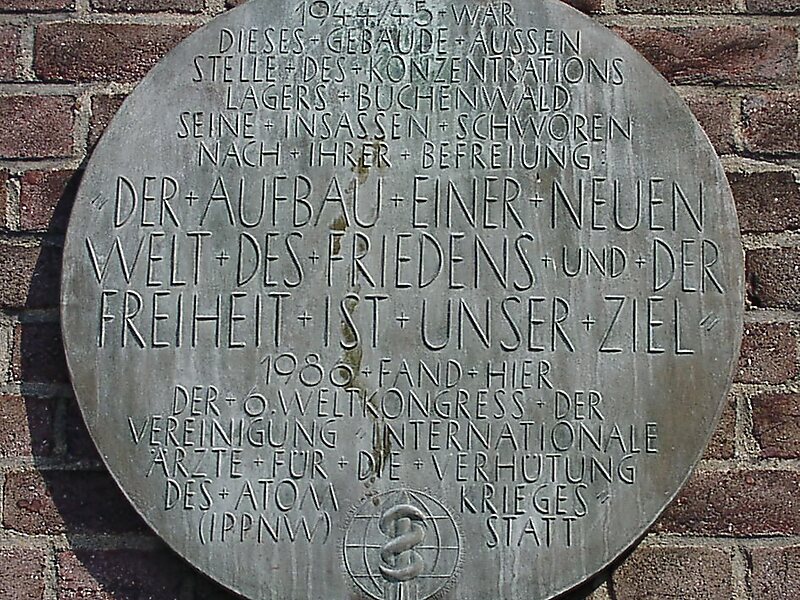 1944/45+WAR
DIESES+GEBÄUDE+AUSSEN
STELLE+DES+KONZENTRATIONS
LAGERS+BUCHENWALD
SEINE+INSASSEN+SCHWÖREN
NACH+IHRER+BEFREIUNG:
"DER+AUFBAU+EINER+NEUEN
WELT+DES+FRIEDENS+UND+DER
FREIHEIT+IST+UNSER+ZIEL"
1986+FAND+HIER
DER+6.WELTKONGRESS+DER
VEREINIGUNG "INTERNATIONALE
ÄRZTE+FÜR+DIE+VERHÜTUNG
DES+ATOM KRIEGES"
(IPPNW) STATT